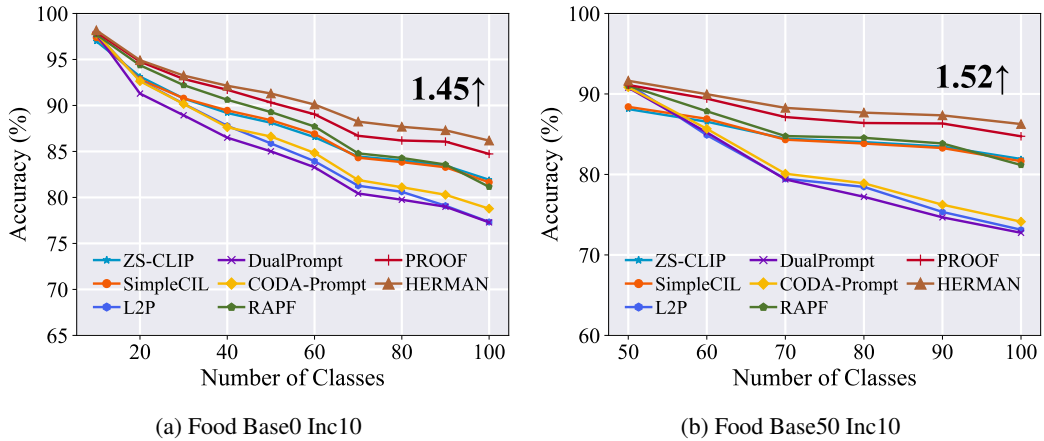 100
95
90
85
80
75
70
65
Accuracy (%)
1.45↑
ZS-CLIP
SimpleCIL
L2P
DualPrompt
CODA-Prompt
RAPF
PROOF
HERMAN
20 40 60 80 100
Number of Classes
(a) Food Base0 Inc10
100
90
80
70
60
Accuracy (%)
1.52↑
ZS-CLIP
SimpleCIL
L2P
DualPrompt
CODA-Prompt
RAPF
PROOF
HERMAN
50 60 70 80 90 100
Number of Classes
(b) Food Base50 Inc10